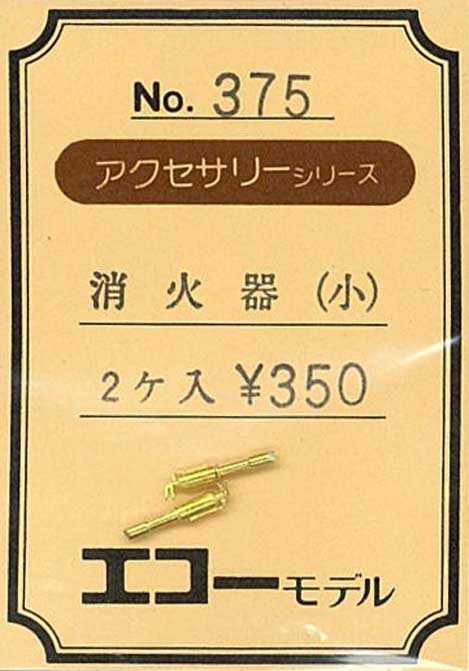 No. 375
アクセサリーシリーズ
消火器(小)
2ケ入 ¥350
エコーモデル